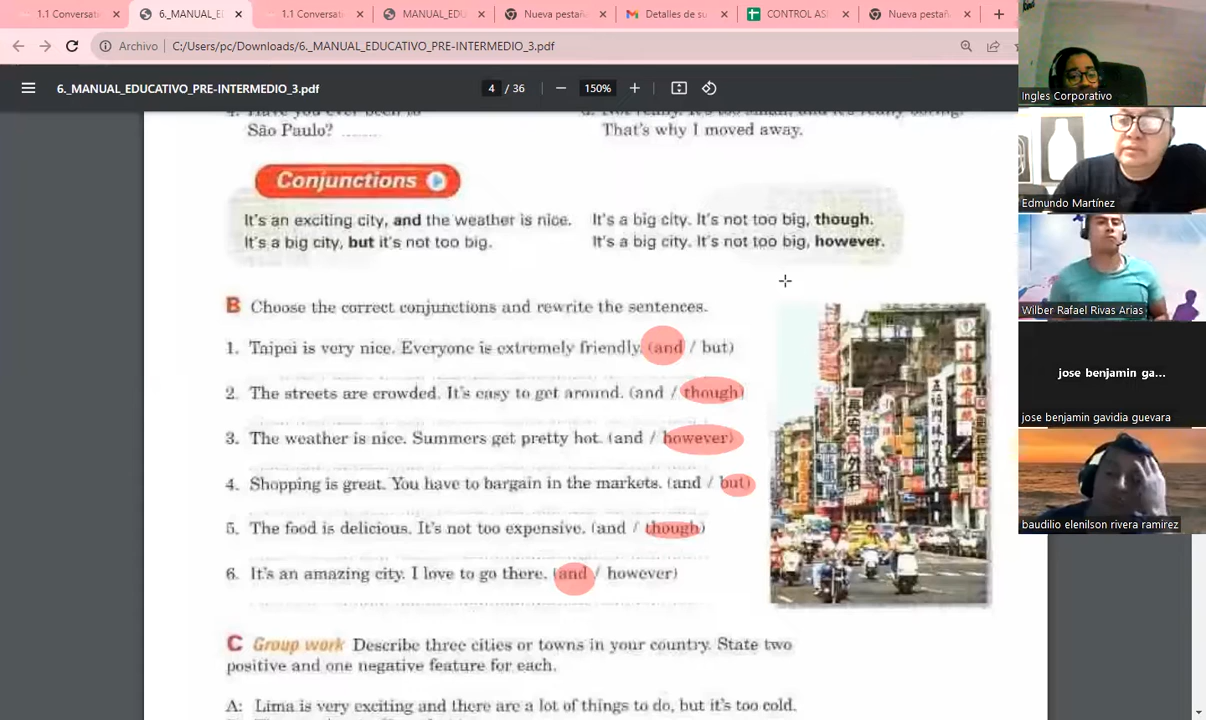 1.1 Conversat
6._MANUAL_E
1.1 Conversat
MANUAL_EDU
Nueva pestañ
Detalles de su
CONTROL ASI
Nueva pestañ
Archivo
C:/Users/pc/Downloads/6._MANUAL_EDUCATIVO_PRE-INTERMEDIO_3.pdf
6._MANUAL_EDUCATIVO_PRE-INTERMEDIO_3.pdf
4 / 36
150%
São Paulo?
That's why I moved away.
Conjunctions
It's an exciting city, and the weather is nice.
It's a big city, but it's not too big.
It's a big city. It's not too big, though.
It's a big city. It's not too big, however.
B Choose the correct conjunctions and rewrite the sentences.
1. Taipei is very nice. Everyone is extremely friendly. (and / but)
2. The streets are crowded. It's easy to get around. (and / though)
3. The weather is nice. Summers get pretty hot. (and / however)
4. Shopping is great. You have to bargain in the markets. (and / but)
5. The food is delicious. It's not too expensive. (and / though)
6. It's an amazing city. I love to go there. (and / however)
C Group work Describe three cities or towns in your country. State two
positive and one negative feature for each.
A: Lima is very exciting and there are a lot of things to do, but it's too cold.
Ingles Corporativo
Edmundo Martínez
Wilber Rafael Rivas Arias
jose benjamin ga...
jose benjamin gavidia guevara
baudilio elenilson rivera ramirez